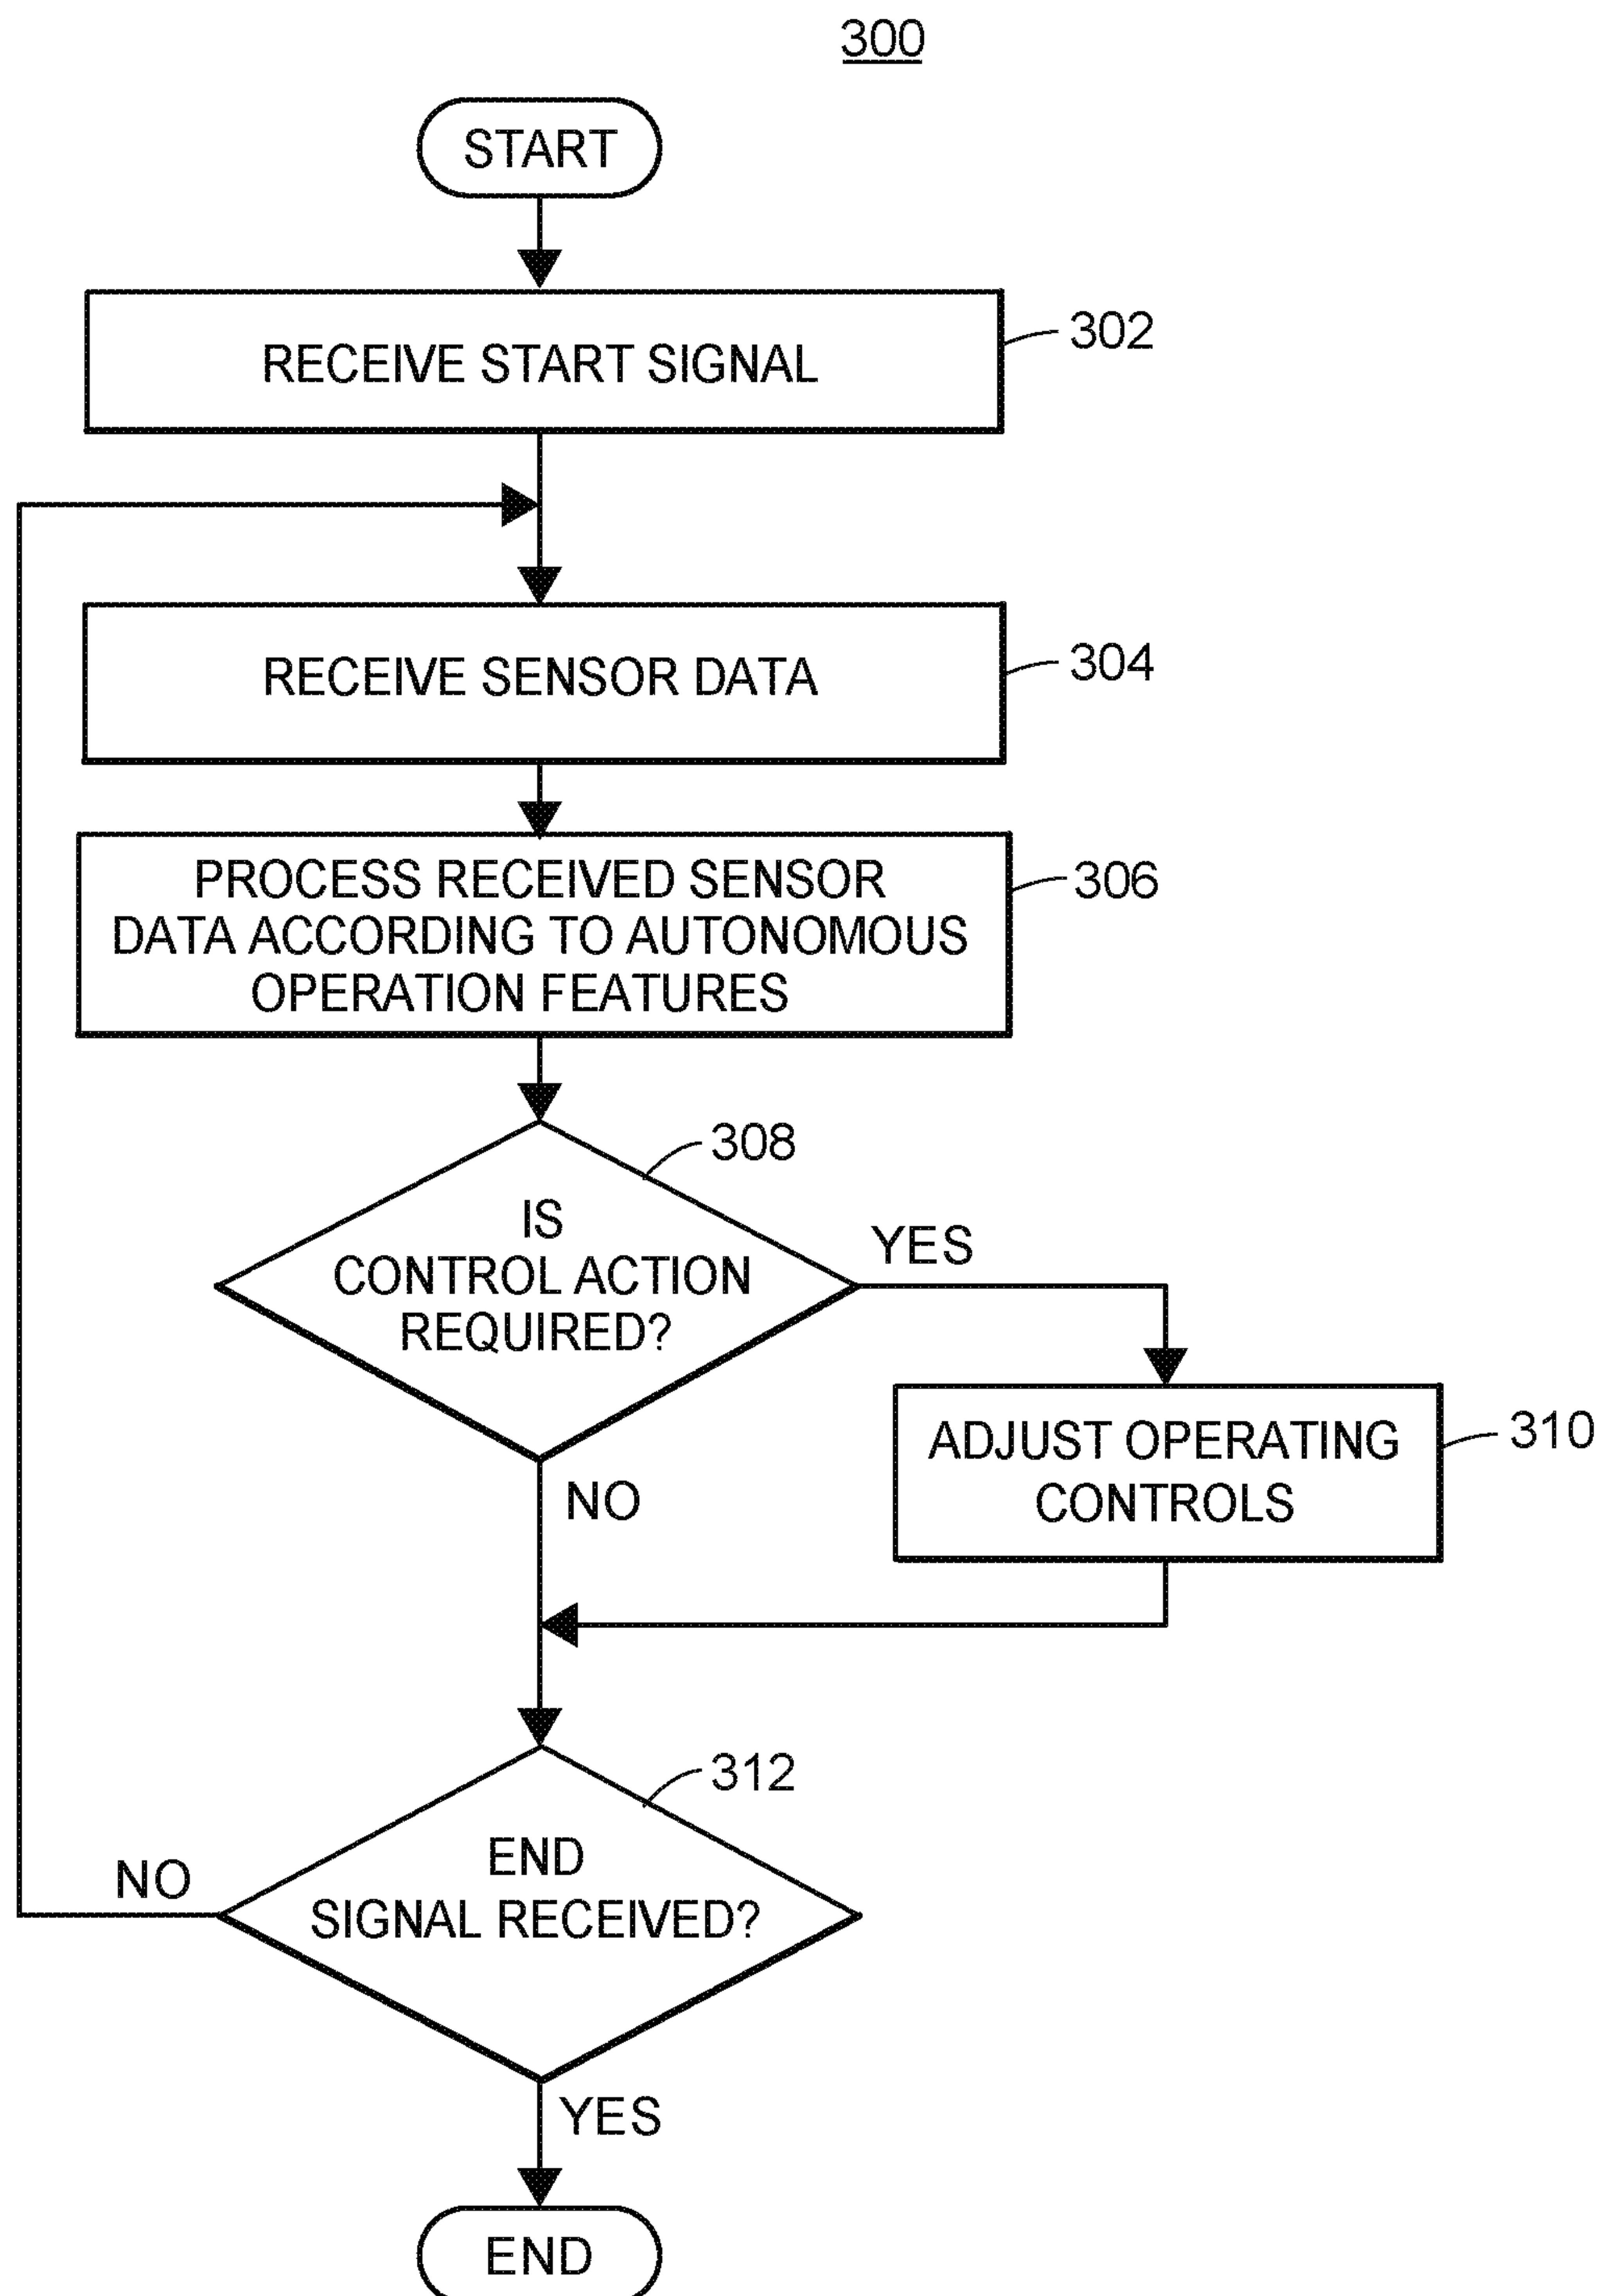 300
START
RECEIVE START SIGNAL
302
RECEIVE SENSOR DATA
304
PROCESS RECEIVED SENSOR
DATA ACCORDING TO AUTONOMOUS
OPERATION FEATURES
306
308
IS
CONTROL ACTION
REQUIRED?
YES
ADJUST OPERATING
CONTROLS
310
NO
312
END
SIGNAL RECEIVED?
NO
YES
END